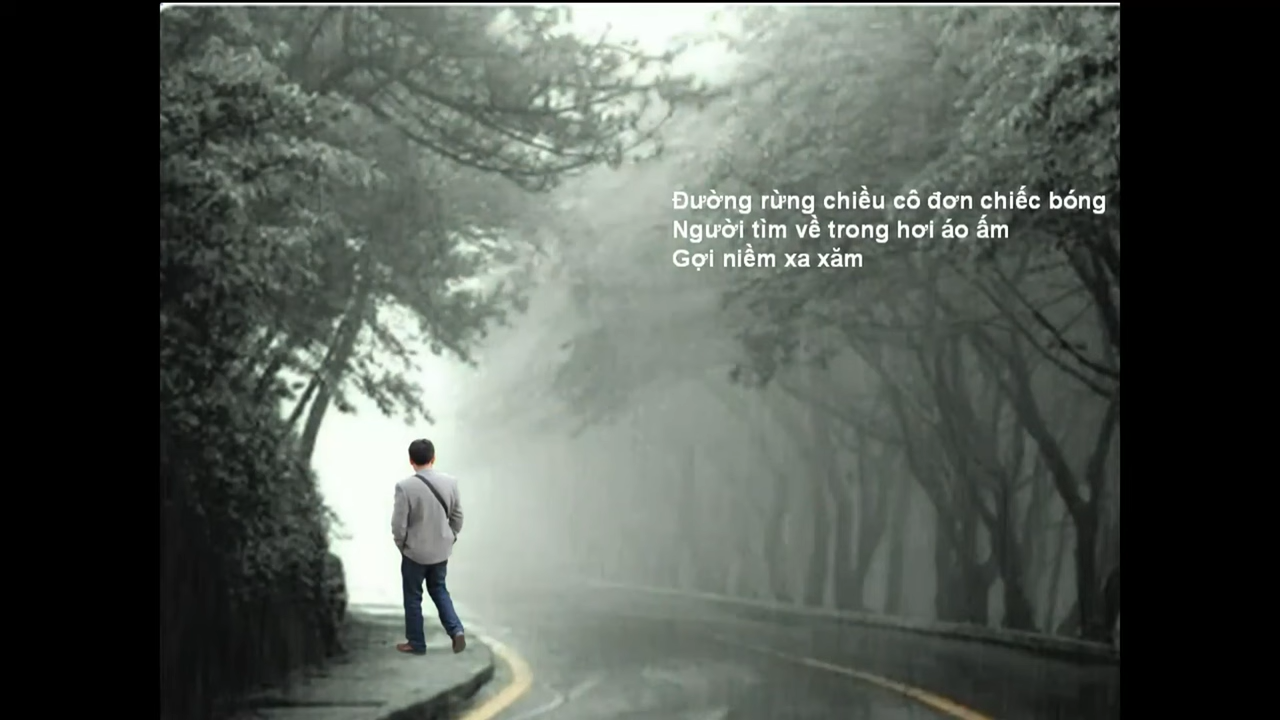 Đường rừng chiều cô đơn chiếc bóng
Người tìm về trong hơi áo ấm
Gợi niềm xa xăm